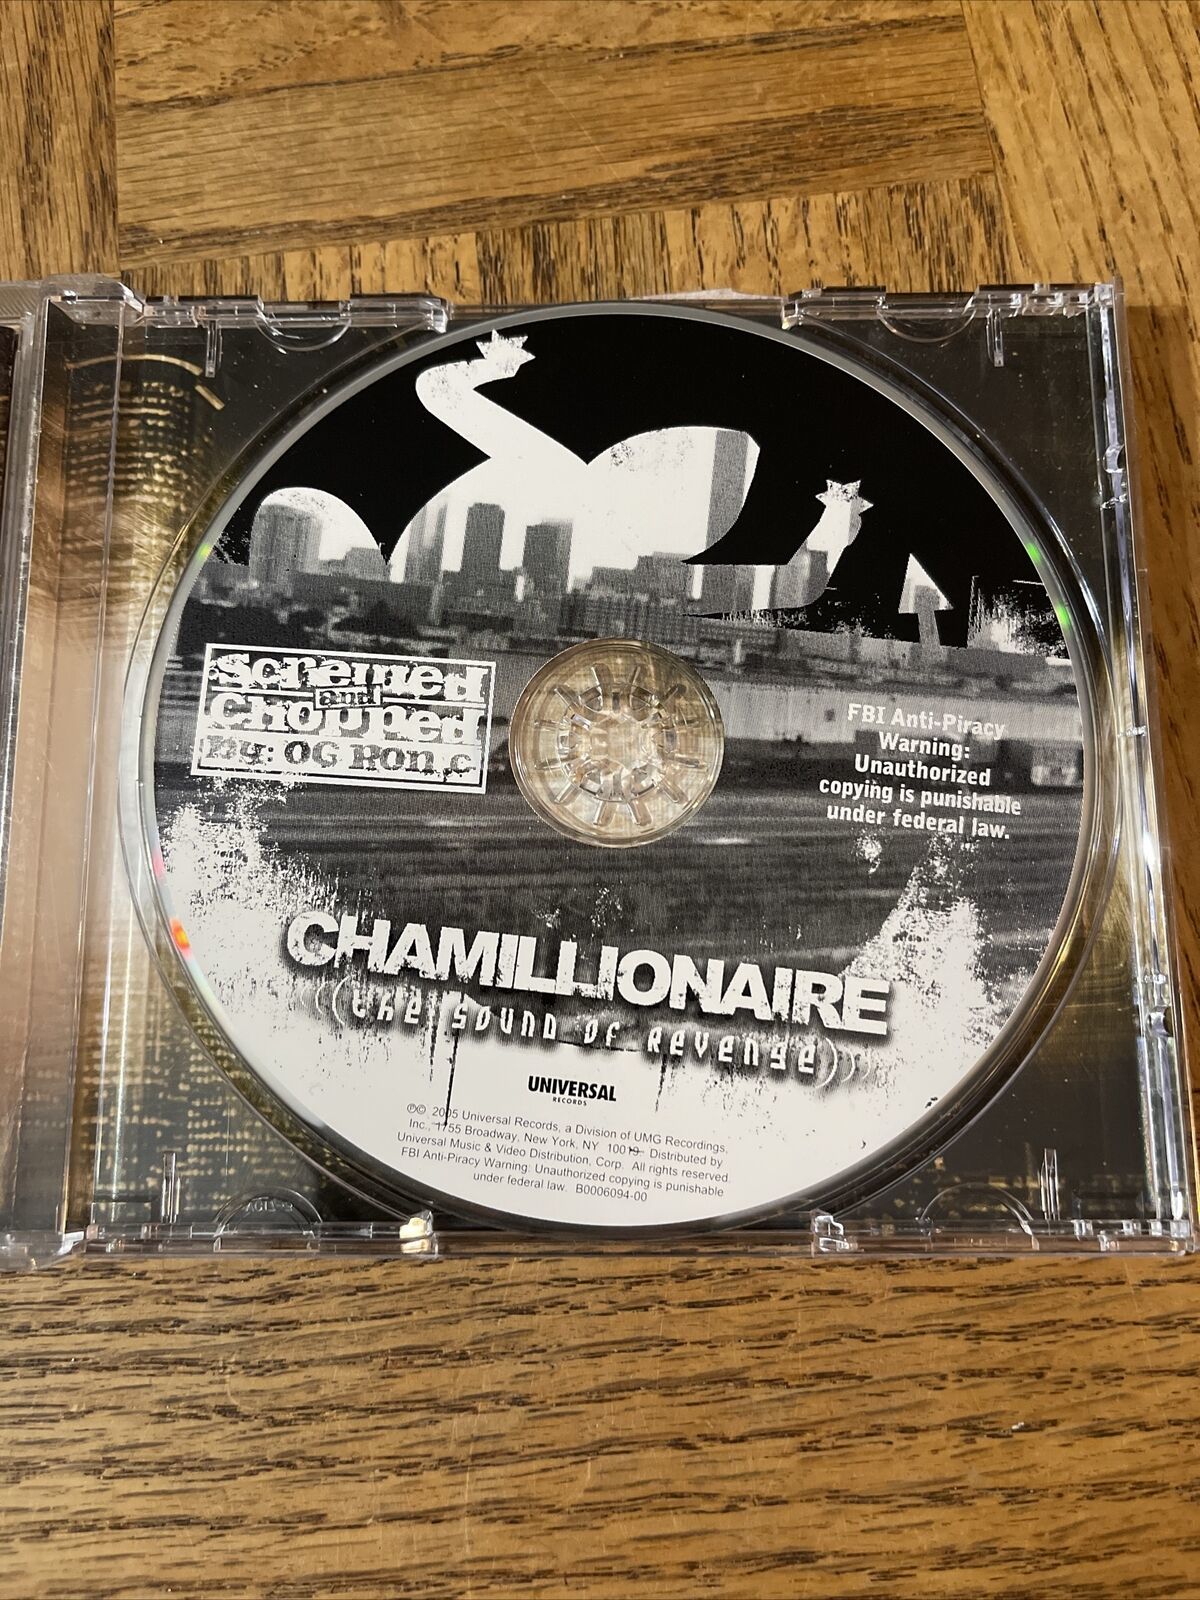 Screwed
and
Chopped
By: OG Ron C
FBI Anti-Piracy
Warning:
Unauthorized
copying is punishable
under federal law.
CHAMILLIONAIRE
(((the sound of revenge)))
UNIVERSAL
RECORDS
℗© 2005 Universal Records, a Division of UMG Recordings,
Inc., 1755 Broadway, New York, NY 10019 Distributed by
Universal Music & Video Distribution, Corp. All rights reserved.
FBI Anti-Piracy Warning: Unauthorized copying is punishable
under federal law. B0006094-00